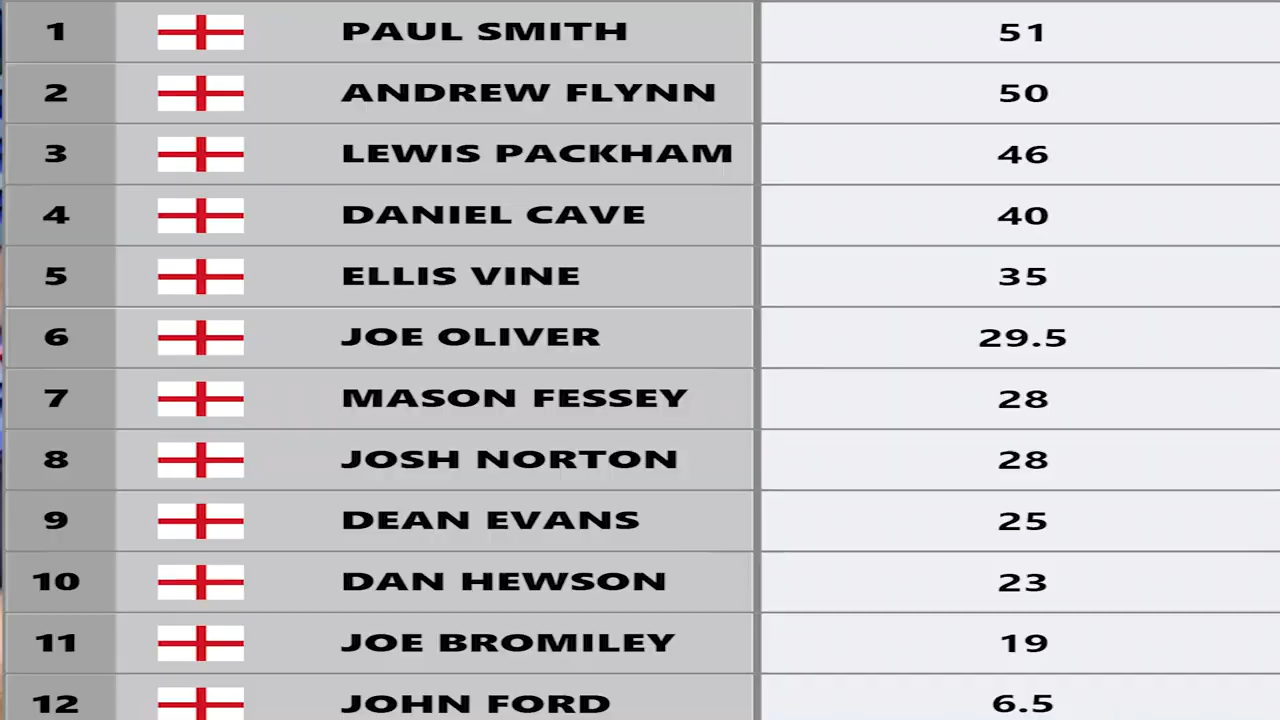 1 PAUL SMITH 51
2 ANDREW FLYNN 50
3 LEWIS PACKHAM 46
4 DANIEL CAVE 40
5 ELLIS VINE 35
6 JOE OLIVER 29.5
7 MASON FESSEY 28
8 JOSH NORTON 28
9 DEAN EVANS 25
10 DAN HEWSON 23
11 JOE BROMILEY 19
12 JOHN FORD 6.5